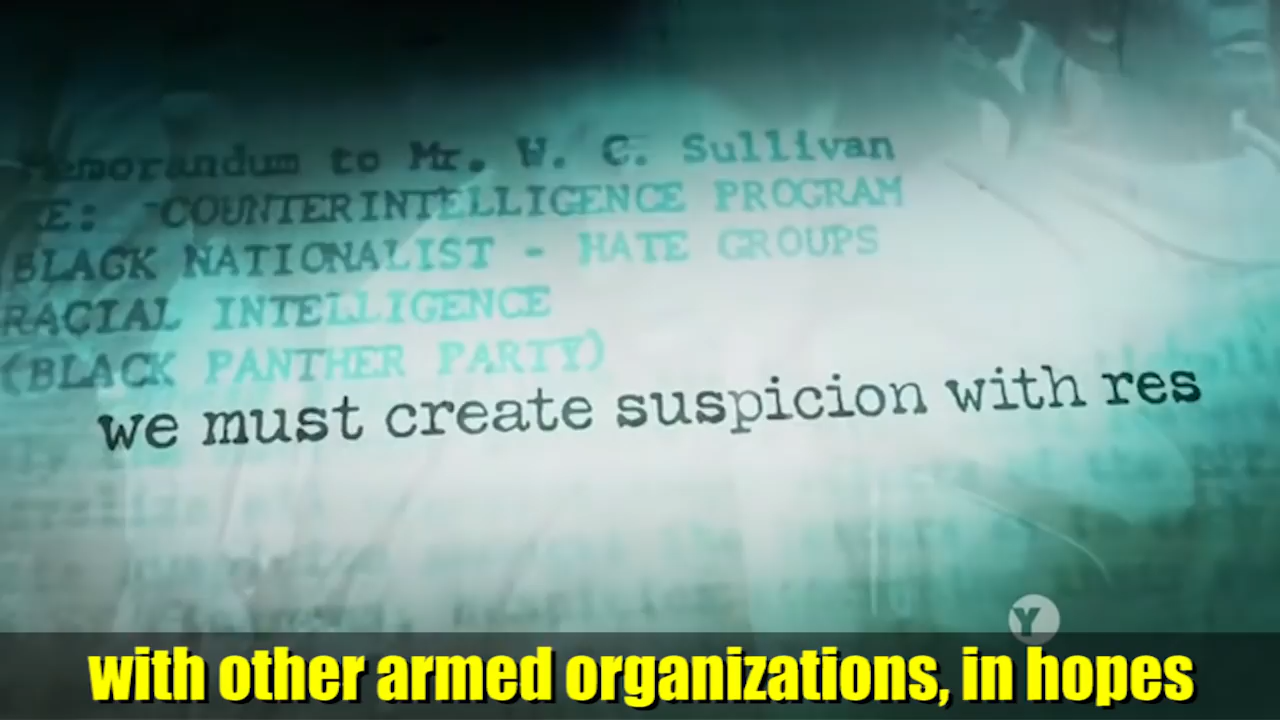 Memorandum to Mr. W. C. Sullivan
RE: COUNTERINTELLIGENCE PROGRAM
BLACK NATIONALIST - HATE GROUPS
RACIAL INTELLIGENCE
(BLACK PANTHER PARTY)
we must create suspicion with res
Y
with other armed organizations, in hopes